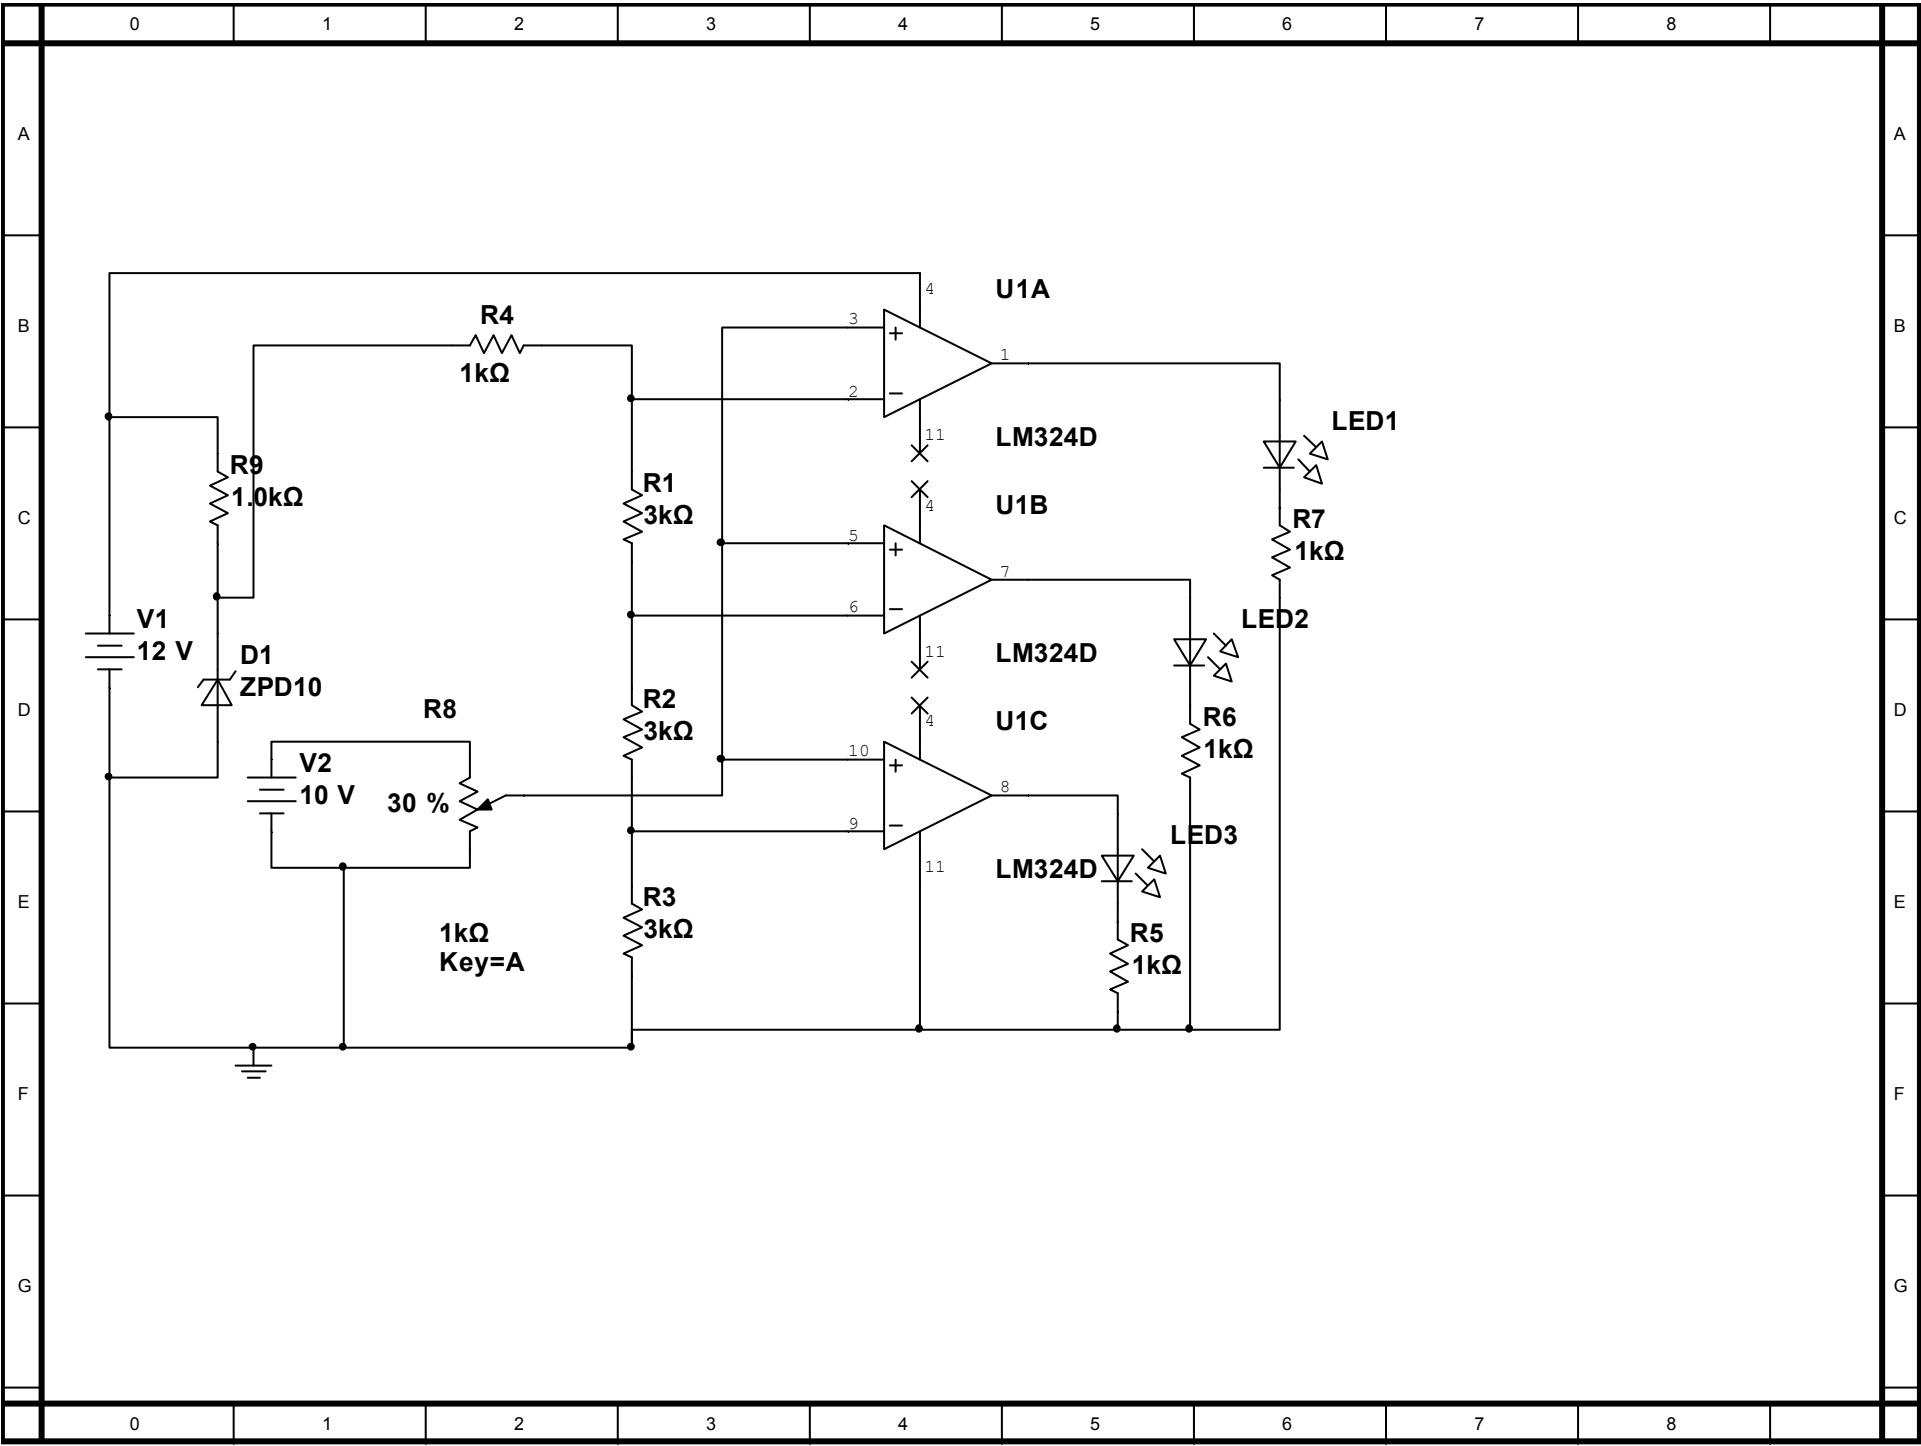 0 1 2 3 4 5 6 7 8
A A
B B
C C
D D
E E
F F
G G
U1A
4
3
2
1
11
LM324D
R4
1kΩ
LED1
R9
1.0kΩ
R1
3kΩ
U1B
4
5
6
7
11
LM324D
R7
1kΩ
LED2
V1
12 V
D1
ZPD10
R2
3kΩ
U1C
4
10
9
8
11
LM324D
R6
1kΩ
R8
V2
10 V
30 %
1kΩ
Key=A
LED3
R3
3kΩ
R5
1kΩ
0 1 2 3 4 5 6 7 8